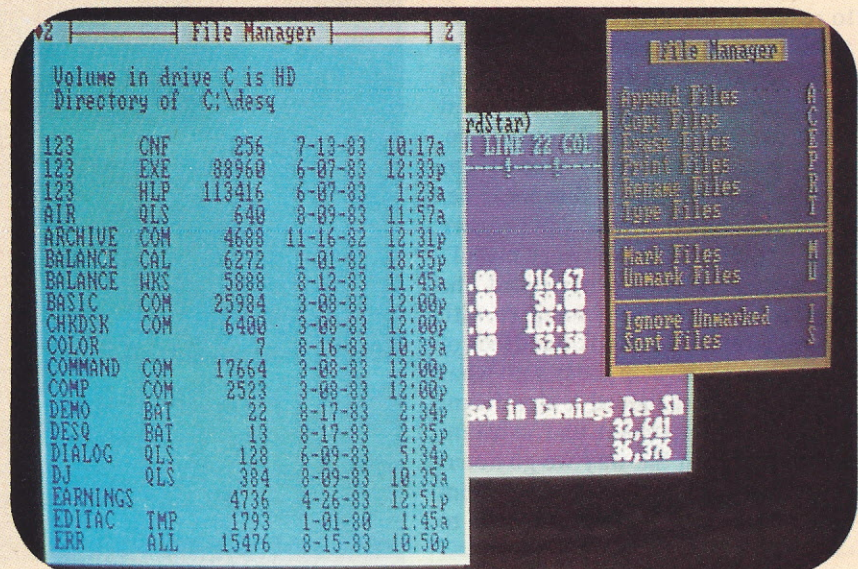 2 File Manager 2
Volume in drive C is HD
Directory of C:\desq
123 CNF 256 7-13-83 10:17a
123 EXE 88960 6-07-83 12:33p
123 HLP 113416 6-07-83 1:23a
AIR QLS 640 8-09-83 11:57a
ARCHIVE COM 4688 11-16-82 12:31p
BALANCE CAL 6272 1-01-82 18:55p
BALANCE WKS 5888 8-12-83 11:45a
BASIC COM 25984 3-08-83 12:00p
CHKDSK COM 6400 3-08-83 12:00p
COLOR 7 8-16-83 10:39a
COMMAND COM 17664 3-08-83 12:00p
COMP COM 2523 3-08-83 12:00p
DEMO BAT 22 8-17-83 2:34p
DESQ BAT 13 8-17-83 2:35p
DIALOG QLS 128 6-09-83 5:34p
DJ QLS 384 8-09-83 10:35a
EARNINGS 4736 4-26-83 12:51p
EDITAC TMP 1793 1-01-80 1:45a
ERR ALL 15476 8-15-83 10:50p
rdStar)
LINE 22 COL
.00 916.67
.00 50.00
.00 105.00
.00 52.50
sed in Earnings Per Sh
32,641
36,376
File Manager
Append Files A
Copy Files C
Erase Files E
Print Files P
Rename Files R
Type Files T
Mark Files M
Unmark Files U
Ignore Unmarked I
Sort Files S